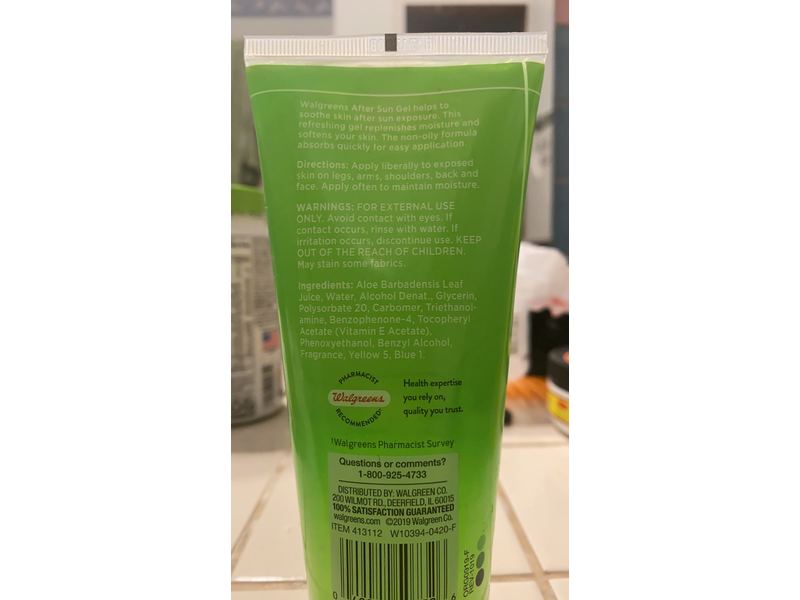 Walgreens After Sun Gel helps to
soothe skin after sun exposure. This
refreshing gel replenishes moisture and
softens your skin. The non-oily formula
absorbs quickly for easy application
Directions: Apply liberally to exposed
skin on legs, arms, shoulders, back and
face. Apply often to maintain moisture.
WARNINGS: FOR EXTERNAL USE
ONLY. Avoid contact with eyes. If
contact occurs, rinse with water. If
irritation occurs, discontinue use. KEEP
OUT OF THE REACH OF CHILDREN.
May stain some fabrics.
Ingredients: Aloe Barbadensis Leaf
Juice, Water, Alcohol Denat., Glycerin,
Polysorbate 20, Carbomer, Triethanol-
amine, Benzophenone-4, Tocopheryl
Acetate (Vitamin E Acetate),
Phenoxyethanol, Benzyl Alcohol,
Fragrance, Yellow 5, Blue 1.
PHARMACIST
Walgreens
RECOMMENDED†
Health expertise
you rely on,
quality you trust.
†Walgreens Pharmacist Survey
Questions or comments?
1-800-925-4733
DISTRIBUTED BY: WALGREEN CO.
200 WILMOT RD., DEERFIELD, IL 60015
100% SATISFACTION GUARANTEED
walgreens.com ©2019 Walgreen Co.
ITEM 413112 W10394-0420-F
ORG0919-F
REV-1019